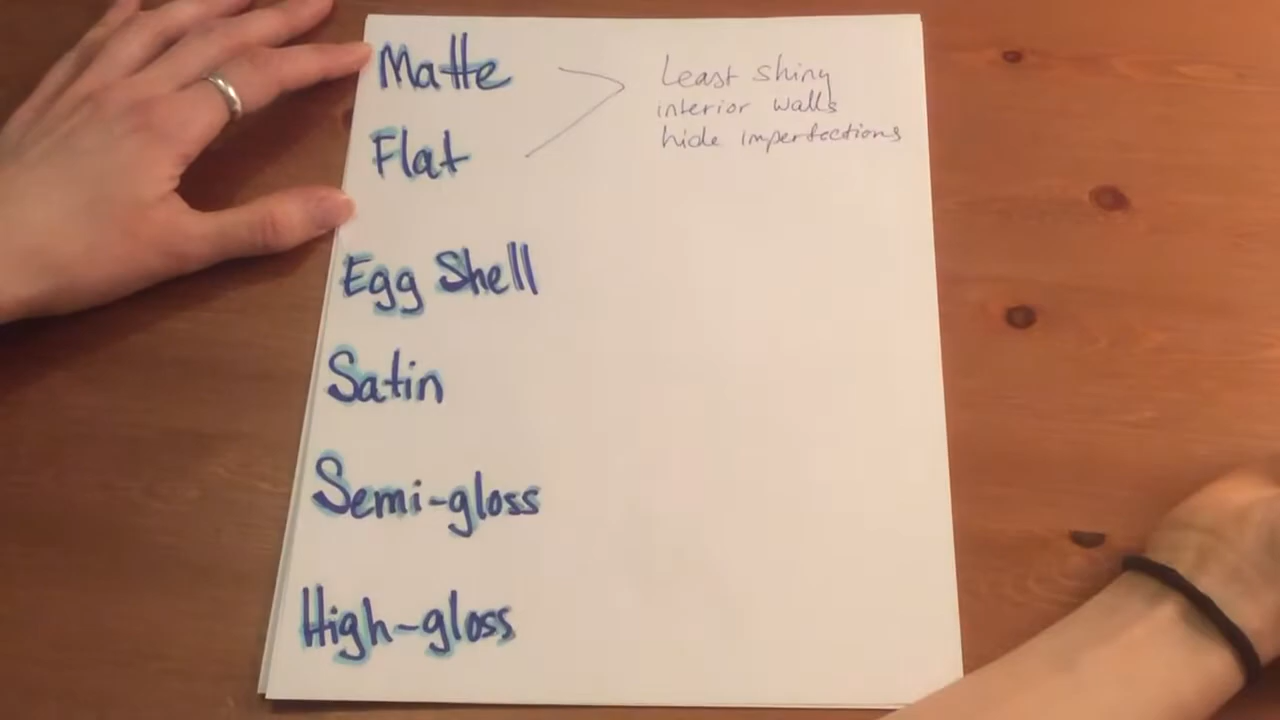 Matte
Flat
Least shiny
interior walls
hide imperfections
Egg Shell
Satin
Semi-gloss
High-gloss